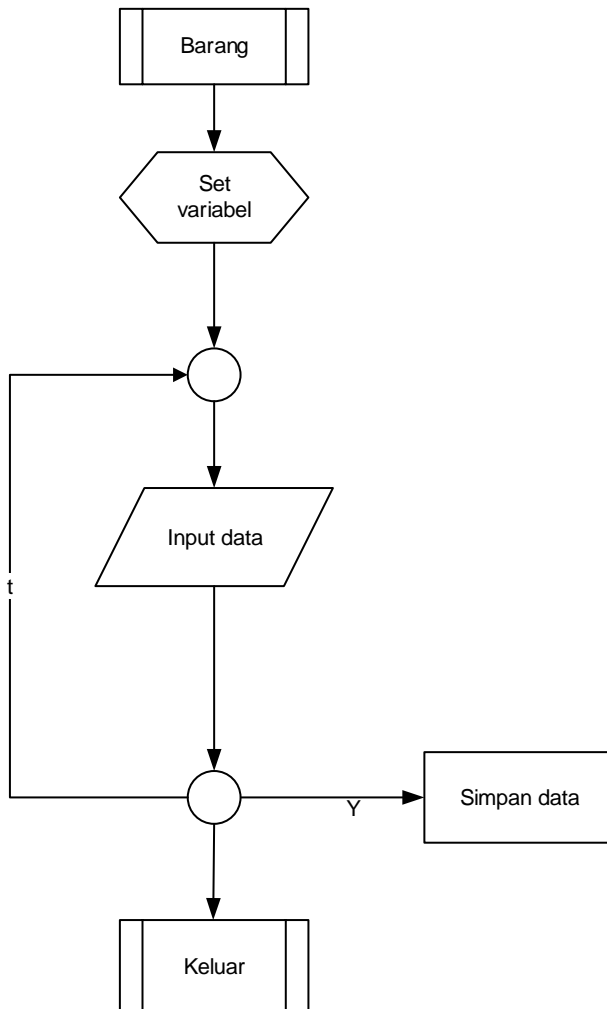 Barang
Set
variabel
Input data
t
Y
Simpan data
Keluar